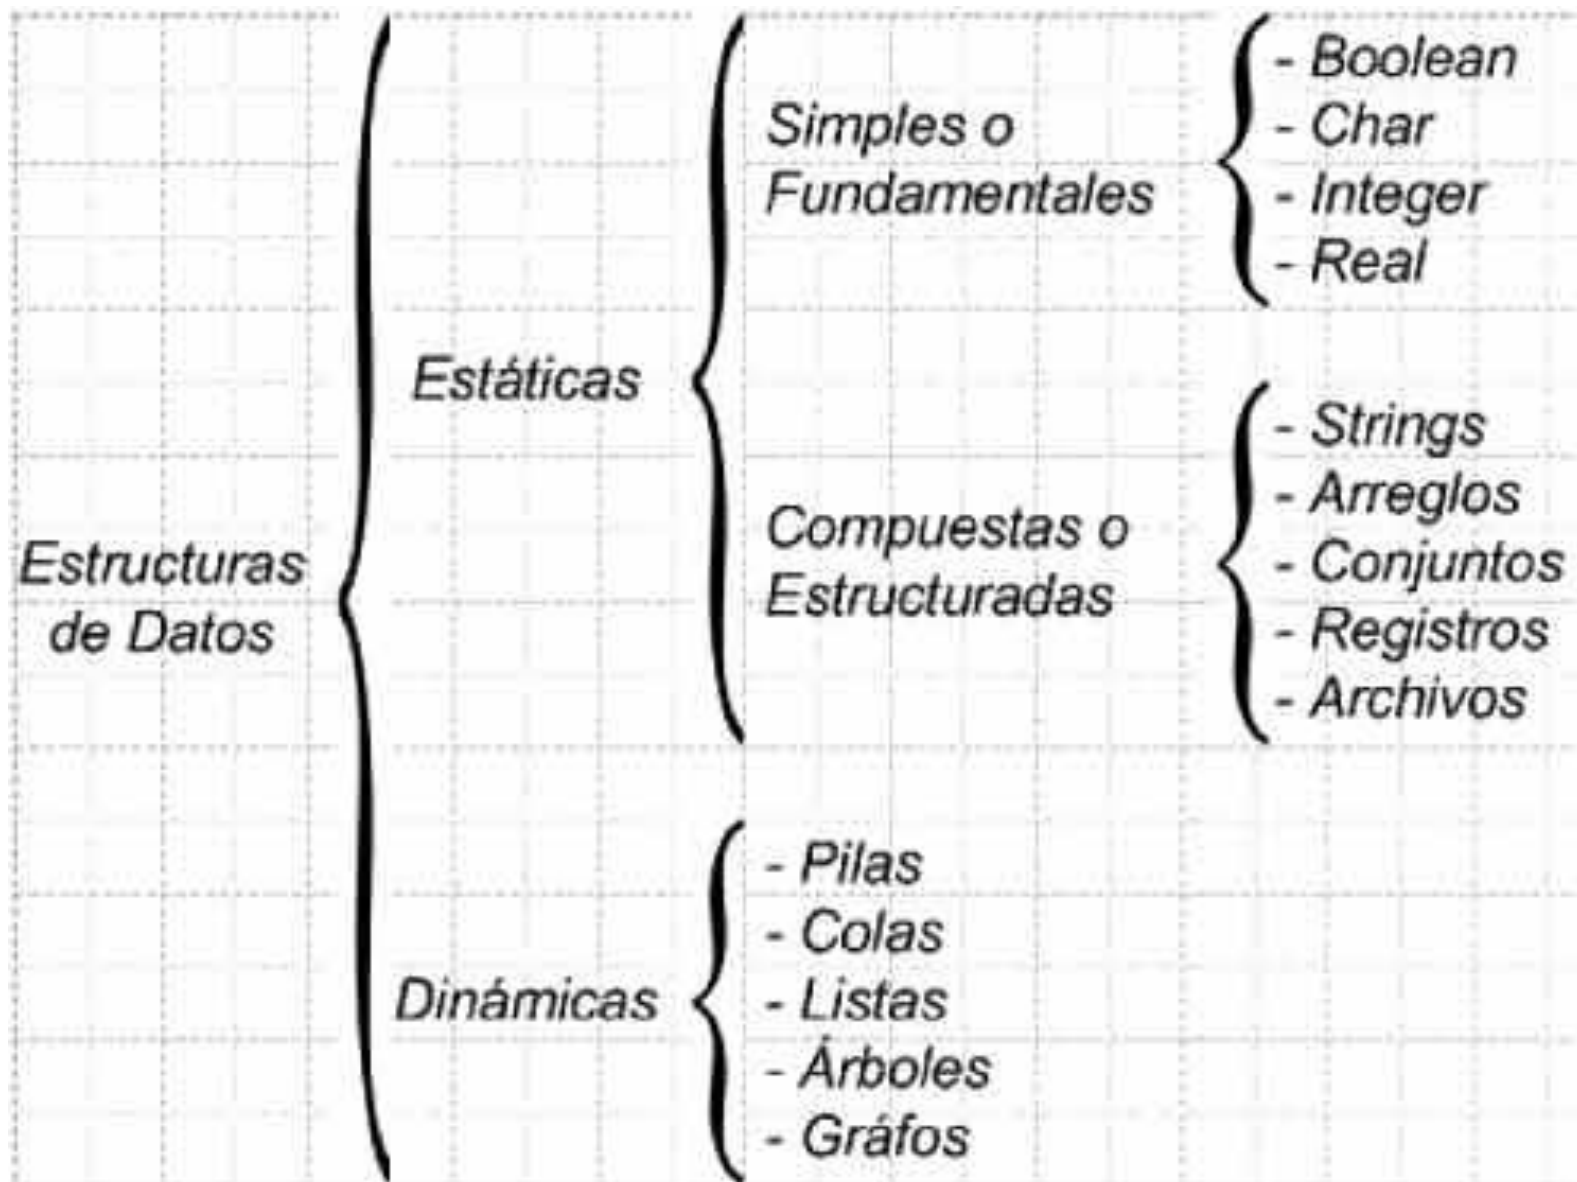 Estructuras
de Datos
Estáticas
Simples o
Fundamentales
- Boolean
- Char
- Integer
- Real
Compuestas o
Estructuradas
- Strings
- Arreglos
- Conjuntos
- Registros
- Archivos
Dinámicas
- Pilas
- Colas
- Listas
- Árboles
- Gráfos